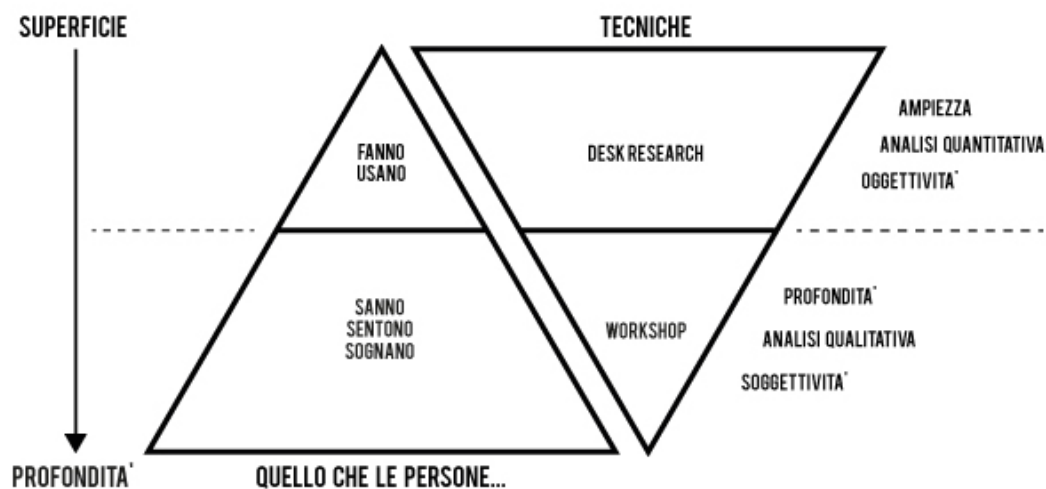 SUPERFICIE
TECNICHE
FANNO
USANO
DESK RESEARCH
AMPIEZZA
ANALISI QUANTITATIVA
OGGETTIVITA'
SANNO
SENTONO
SOGNANO
WORKSHOP
PROFONDITA'
ANALISI QUALITATIVA
SOGGETTIVITA'
PROFONDITA'
QUELLO CHE LE PERSONE...